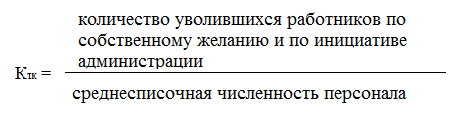 количество уволившихся работников по
собственному желанию и по инициативе
администрации
Ктк =
среднесписочная численность персонала